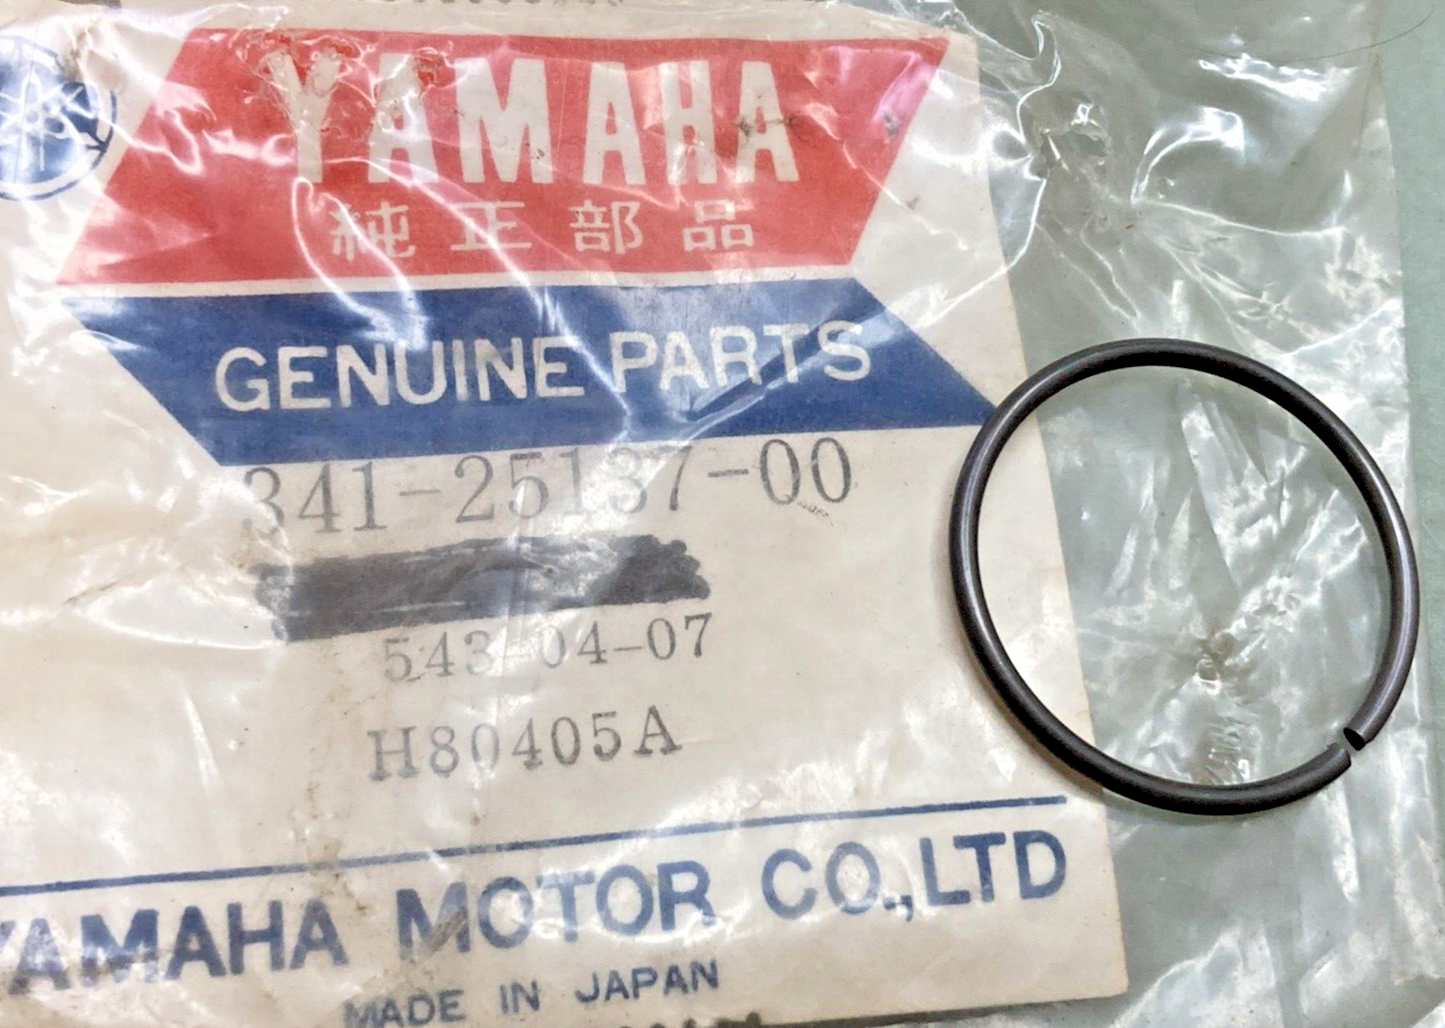 YAMAHA
純正部品
GENUINE PARTS
341-25137-00
543-04-07
H80405A
YAMAHA MOTOR CO.,LTD
MADE IN JAPAN